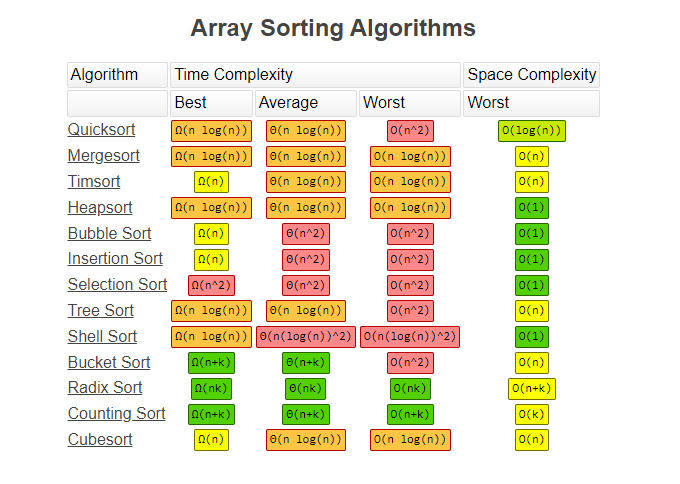 Array Sorting Algorithms
Algorithm Time Complexity Space Complexity
Best Average Worst Worst
Quicksort Ω(n log(n)) Θ(n log(n)) O(n^2) O(log(n))
Mergesort Ω(n log(n)) Θ(n log(n)) O(n log(n)) O(n)
Timsort Ω(n) Θ(n log(n)) O(n log(n)) O(n)
Heapsort Ω(n log(n)) Θ(n log(n)) O(n log(n)) O(1)
Bubble Sort Ω(n) Θ(n^2) O(n^2) O(1)
Insertion Sort Ω(n) Θ(n^2) O(n^2) O(1)
Selection Sort Ω(n^2) Θ(n^2) O(n^2) O(1)
Tree Sort Ω(n log(n)) Θ(n log(n)) O(n^2) O(n)
Shell Sort Ω(n log(n)) Θ(n(log(n))^2) O(n(log(n))^2) O(1)
Bucket Sort Ω(n+k) Θ(n+k) O(n^2) O(n)
Radix Sort Ω(nk) Θ(nk) O(nk) O(n+k)
Counting Sort Ω(n+k) Θ(n+k) O(n+k) O(k)
Cubesort Ω(n) Θ(n log(n)) O(n log(n)) O(n)